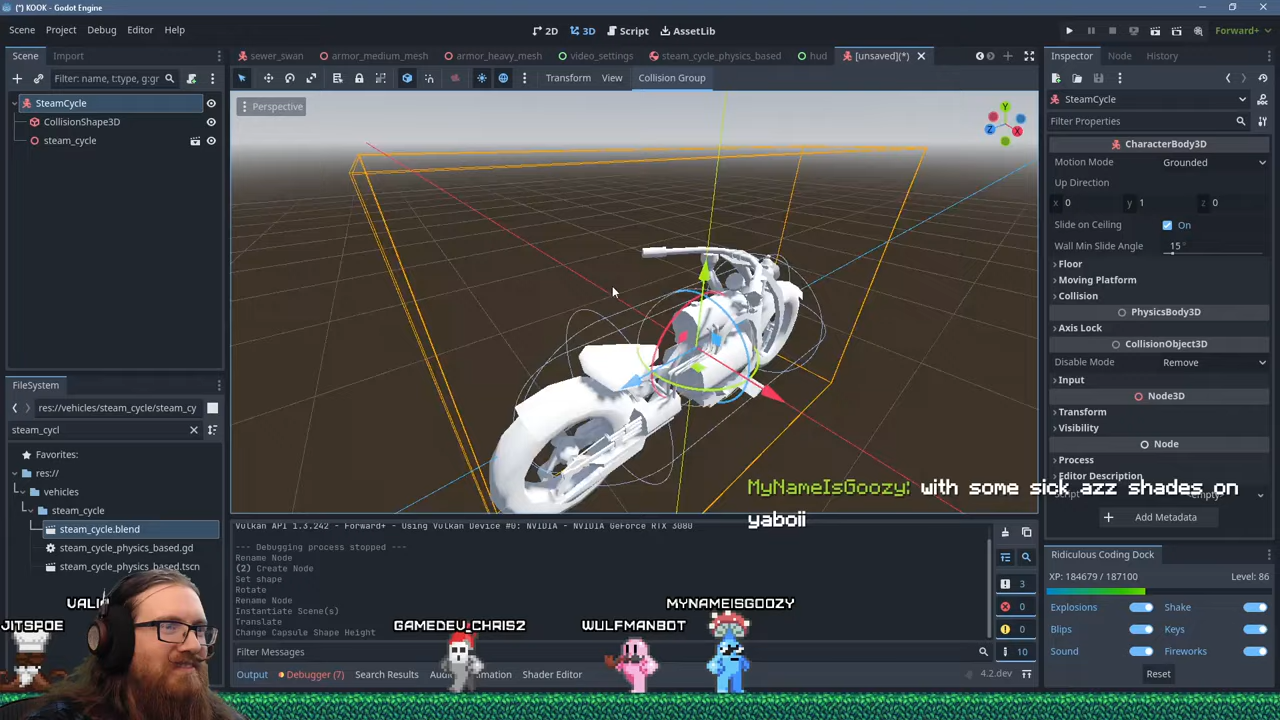 (*) KOOK - Godot Engine
Scene Project Debug Editor Help
2D 3D Script AssetLib
Forward+
Scene Import
sewer_swan armor_medium_mesh armor_heavy_mesh video_settings steam_cycle_physics_based hud [unsaved](*)
Inspector Node History
Filter: name, t:type, g:gr
Transform View Collision Group
SteamCycle
CollisionShape3D
steam_cycle
Perspective
Y
Z
X
SteamCycle
Filter Properties
CharacterBody3D
Motion Mode Grounded
Up Direction
x 0 y 1 z 0
Slide on Ceiling On
Wall Min Slide Angle 15 °
Floor
Moving Platform
Collision
PhysicsBody3D
Axis Lock
CollisionObject3D
Disable Mode Remove
Input
Node3D
Transform
Visibility
Node
Process
Editor Description
Add Metadata
FileSystem
res://vehicles/steam_cycle/steam_cy
steam_cycl
Favorites:
res://
vehicles
steam_cycle
steam_cycle.blend
steam_cycle_physics_based.gd
steam_cycle_physics_based.tscn
MyNameIsGoozy: with some sick azz shades on
yaboii
Vulkan API 1.3.242 - Forward+ - Using Vulkan Device #0: NVIDIA - NVIDIA GeForce RTX 3080
--- Debugging process stopped ---
Rename Node
(2) Create Node
Set shape
Rotate
Rename Node
Instantiate Scene(s)
Translate
Change Capsule Shape Height
Filter Messages
3
0
0
10
Output Debugger (7) Search Results Animation Shader Editor
4.2.dev
Ridiculous Coding Dock
XP: 184679 / 187100 Level: 86
Explosions Shake
Blips Keys
Sound Fireworks
Reset
JITSPOE
GAMEDEV_CHRISZ
WULFMANBOT
MYNAMEISGOOZY